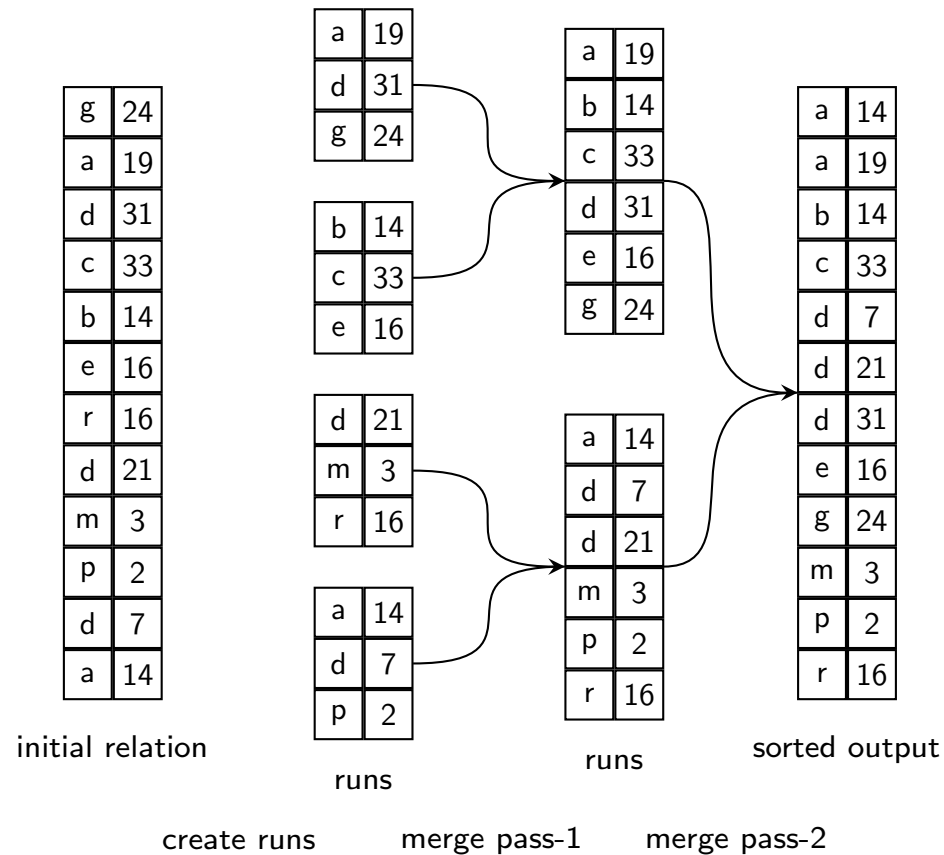 g 24
a 19
d 31
c 33
b 14
e 16
r 16
d 21
m 3
p 2
d 7
a 14
initial relation
a 19
d 31
g 24
b 14
c 33
e 16
d 21
m 3
r 16
a 14
d 7
p 2
runs
a 19
b 14
c 33
d 31
e 16
g 24
a 14
d 7
d 21
m 3
p 2
r 16
runs
a 14
a 19
b 14
c 33
d 7
d 21
d 31
e 16
g 24
m 3
p 2
r 16
sorted output
create runs
merge pass-1
merge pass-2